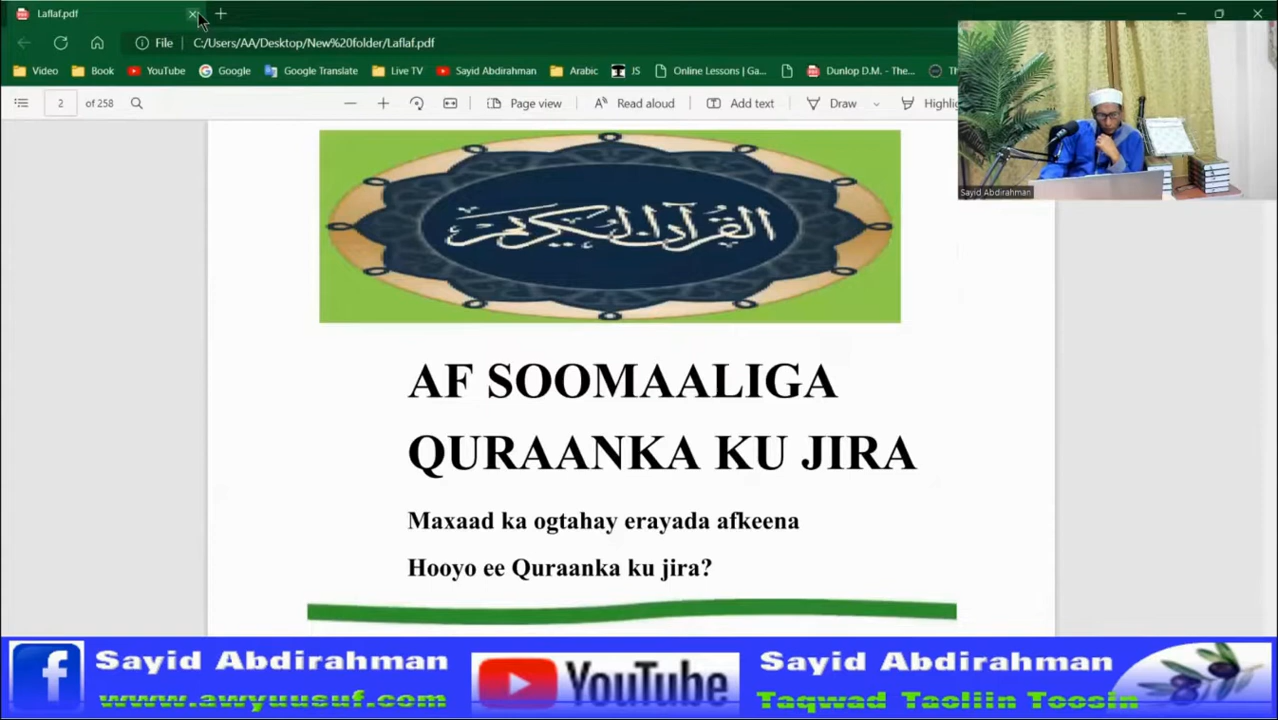 Laflaf.pdf
File C:/Users/AA/Desktop/New%20folder/Laflaf.pdf
Video Book YouTube Google Google Translate Live TV Sayid Abdirahman Arabic JS Online Lessons | Ga... Dunlop D.M. - The...
2 of 258 Page view Read aloud Add text Draw
Sayid Abdirahman
القرآن الكريم
AF SOOMAALIGA
QURAANKA KU JIRA
Maxaad ka ogtahay erayada afkeena
Hooyo ee Quraanka ku jira?
Sayid Abdirahman
www.awyuusuf.com
YouTube
Sayid Abdirahman
Taqwad Taoliin Toosin